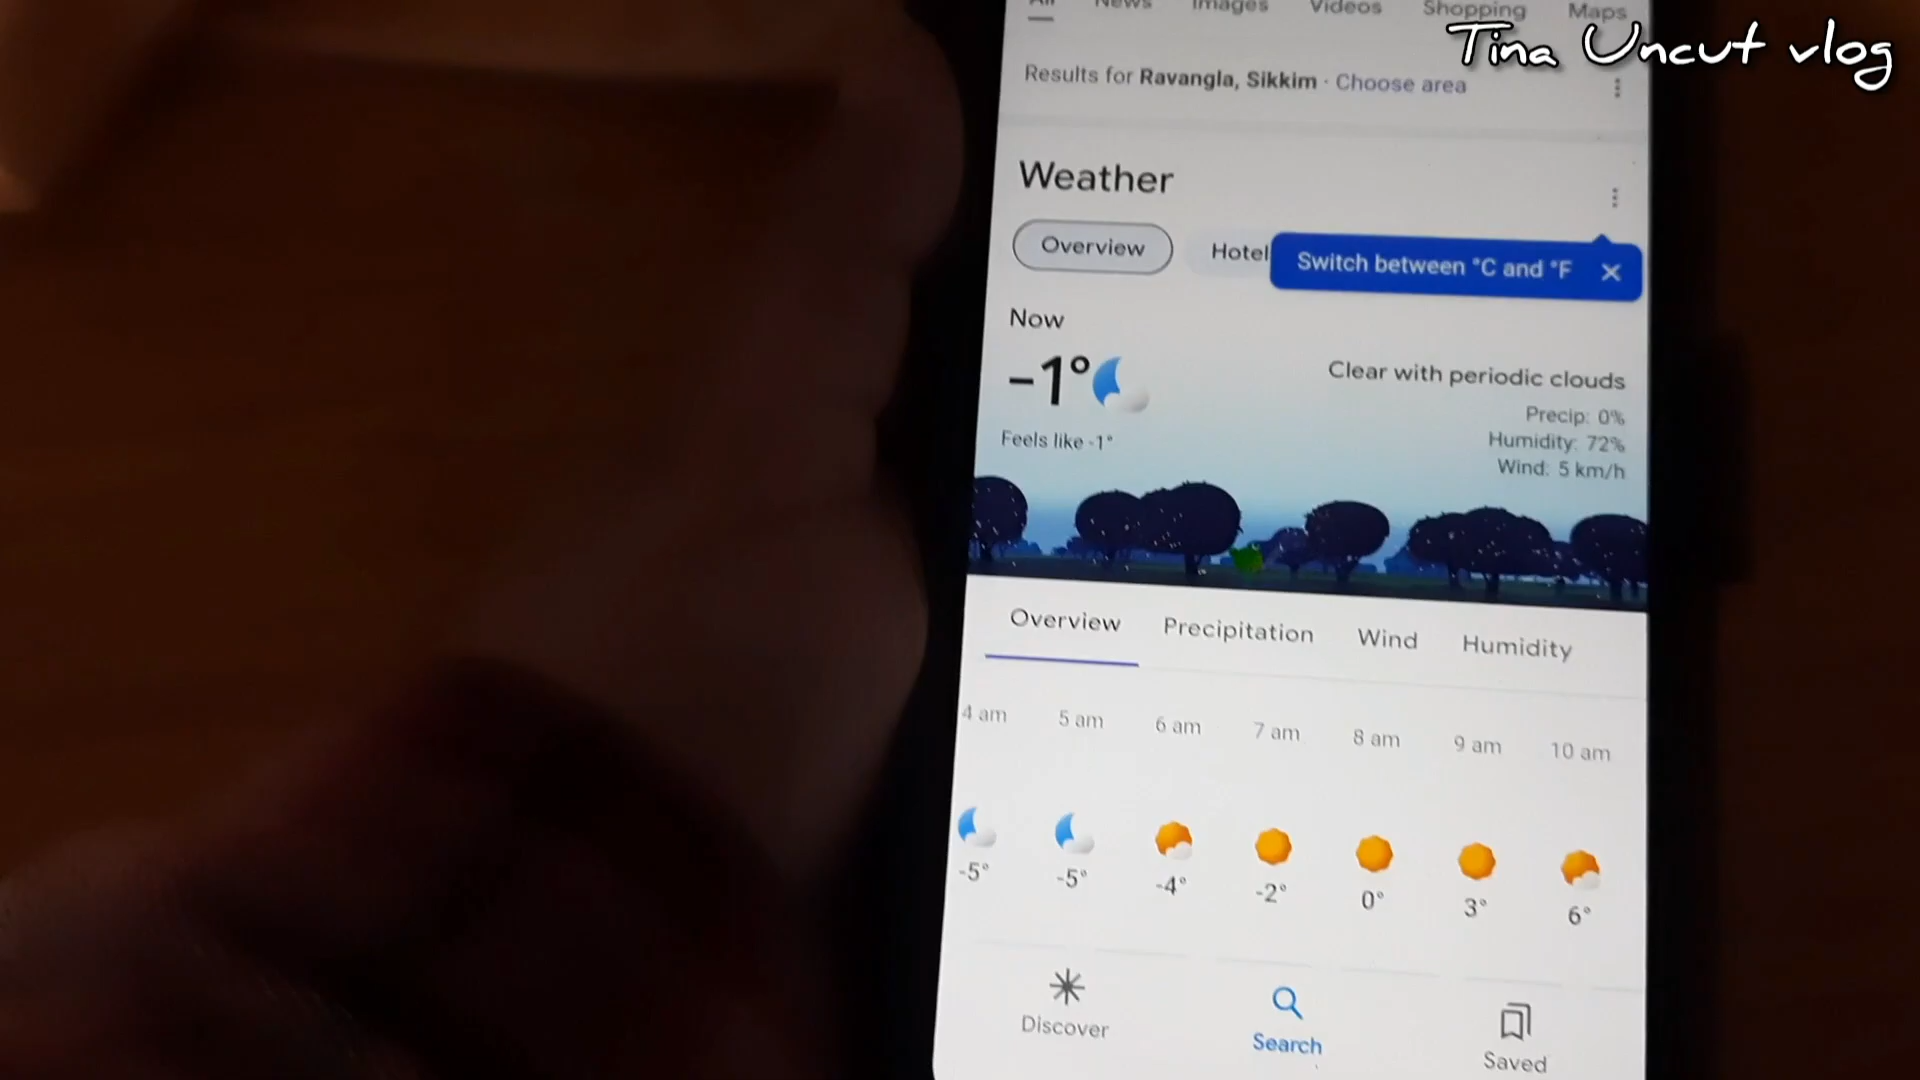 All News Images Videos Shopping Maps
Tina Uncut vlog
Results for Ravangla, Sikkim · Choose area
Weather
Overview Hotel
Switch between °C and °F
Now
-1°
Clear with periodic clouds
Precip: 0%
Feels like -1°
Humidity: 72%
Wind: 5 km/h
Overview Precipitation Wind Humidity
4 am 5 am 6 am 7 am 8 am 9 am 10 am
-5° -5° -4° -2° 0° 3° 6°
Discover Search Saved